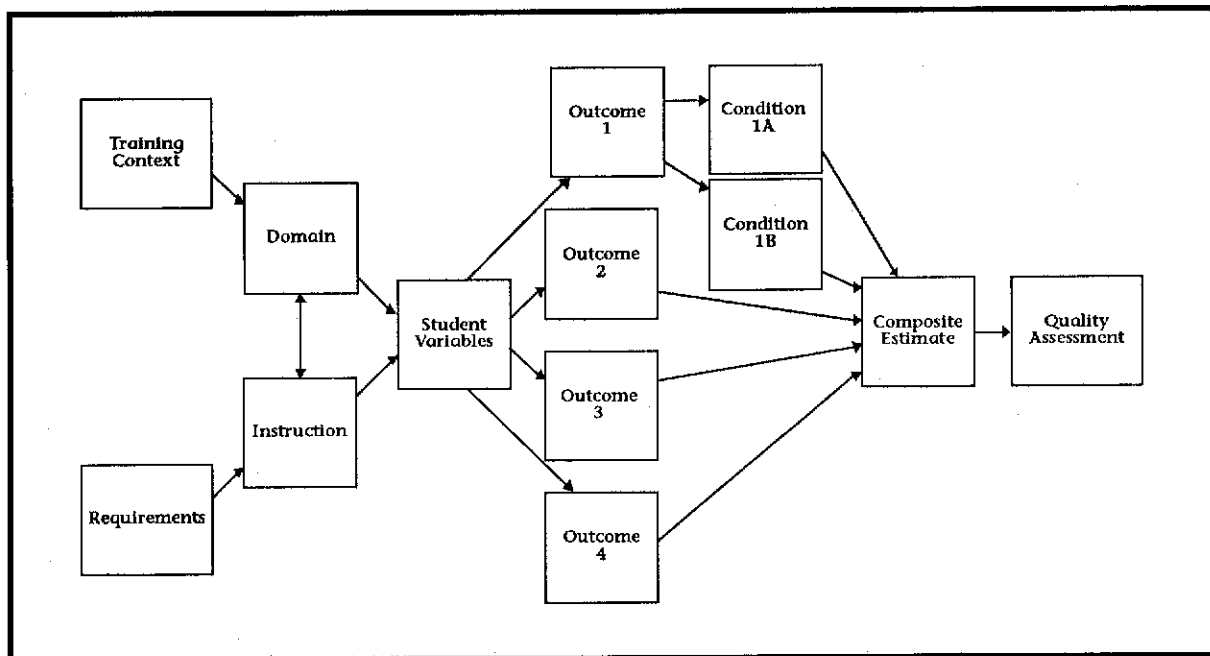 Training
Context
Domain
Instruction
Requirements
Student
Variables
Outcome
1
Outcome
2
Outcome
3
Outcome
4
Condition
1A
Condition
1B
Composite
Estimate
Quality
Assessment